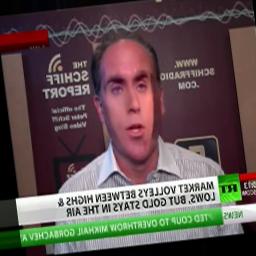 THE
SCHIFF
REPORT
The official
Peter Schiff
Video Blog
WWW.
SCHIFFRADIO
.COM
MARKET VOLLEYS BETWEEN HIGHS &
LOWS, BUT GOLD STAYS IN THE AIR
RT
NEWS
TED COUP TO OVERTHROW MIKHAIL GORBACHEV A